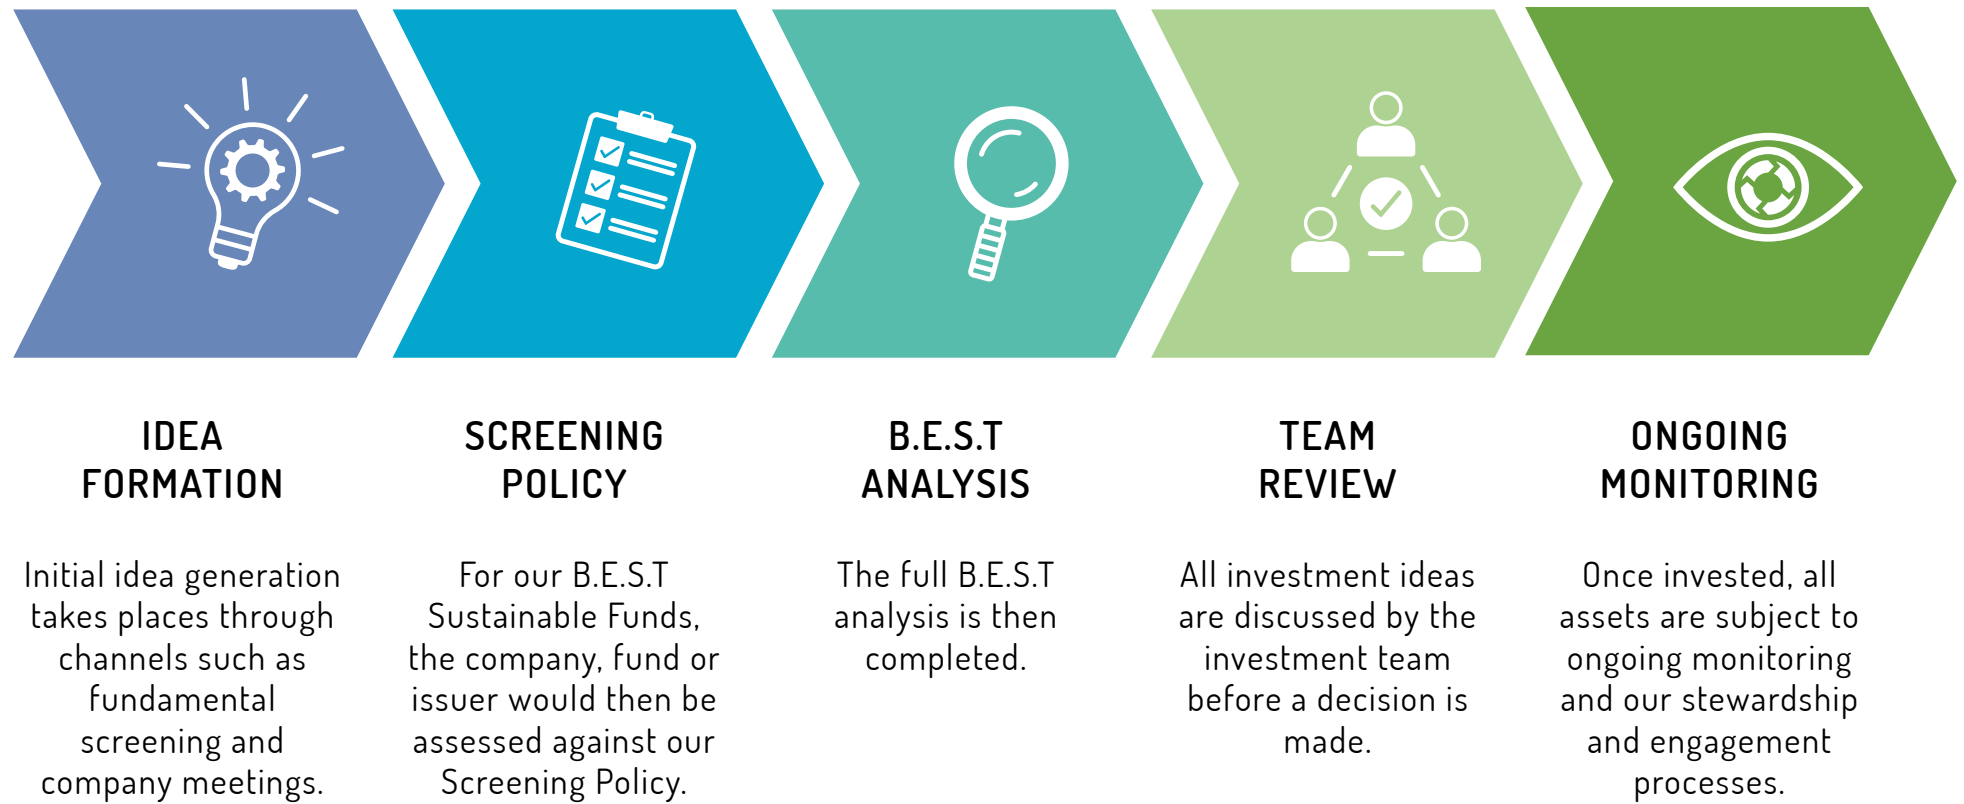 IDEA
FORMATION
Initial idea generation
takes places through
channels such as
fundamental
screening and
company meetings.
SCREENING
POLICY
For our B.E.S.T
Sustainable Funds,
the company, fund or
issuer would then be
assessed against our
Screening Policy.
B.E.S.T
ANALYSIS
The full B.E.S.T
analysis is then
completed.
TEAM
REVIEW
All investment ideas
are discussed by the
investment team
before a decision is
made.
ONGOING
MONITORING
Once invested, all
assets are subject to
ongoing monitoring
and our stewardship
and engagement
processes.